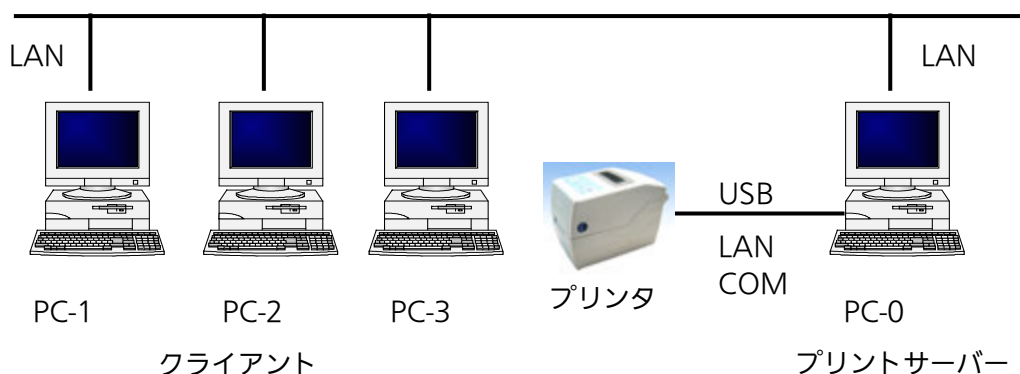 LAN
LAN
USB
LAN
COM
プリンタ
PC-1
PC-2
PC-3
PC-0
クライアント
プリントサーバー